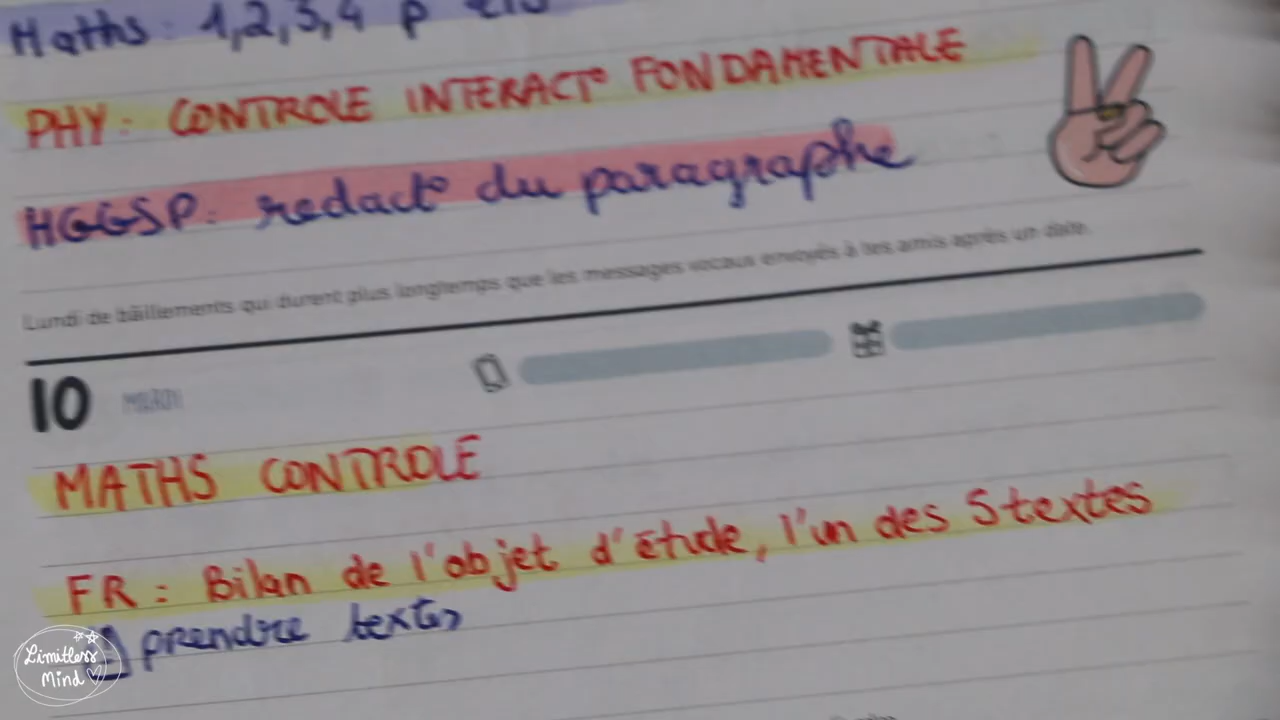 Maths : 1,2,3,4 p
PHY : CONTROLE INTERACT° FONDAMENTALE
HGGSP : redact° du paragraphe
Lundi de bâillements qui durent plus longtemps que les messages vocaux envoyés à tes amis après un date.
10 MARDI
MATHS CONTROLE
FR : Bilan de l'objet d'étude, l'un des 5 textes
prendre textes
Limitless
Mind